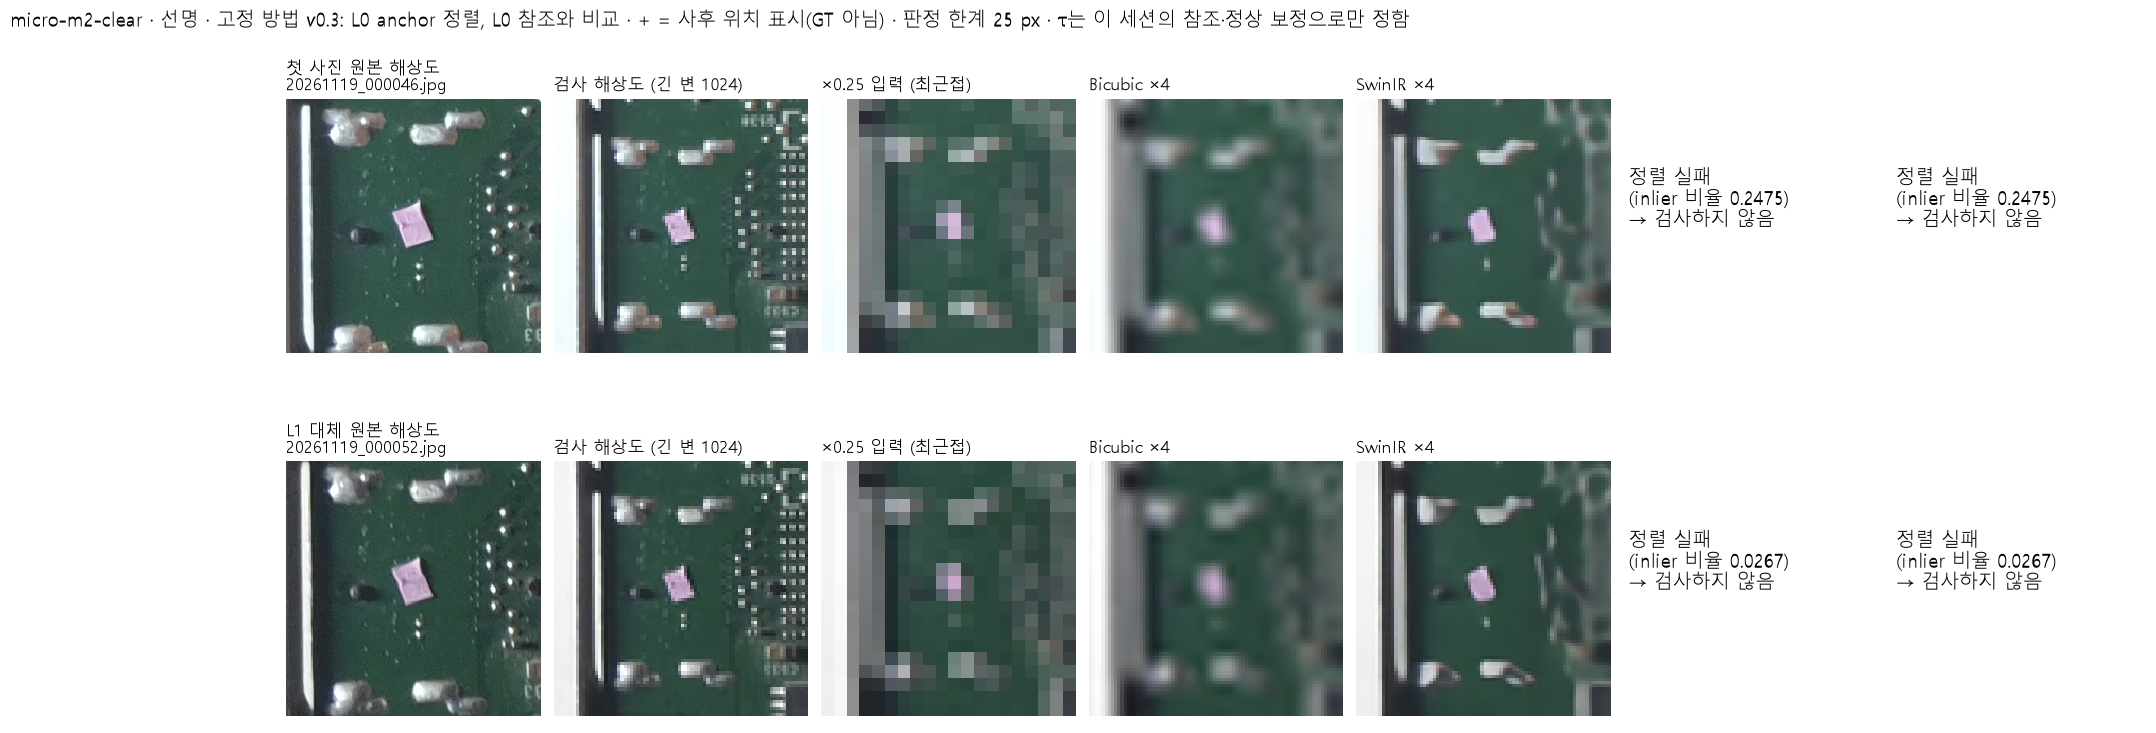 micro-m2-clear · 선명 · 고정 방법 v0.3: L0 anchor 정렬, L0 참조와 비교 · + = 사후 위치 표시(GT 아님) · 판정 한계 25 px · τ는 이 세션의 참조·정상 보정으로만 정함
첫 사진 원본 해상도
20261119_000046.jpg
검사 해상도 (긴 변 1024)
×0.25 입력 (최근접)
Bicubic ×4
SwinIR ×4
정렬 실패
(inlier 비율 0.2475)
→ 검사하지 않음
정렬 실패
(inlier 비율 0.2475)
→ 검사하지 않음
L1 대체 원본 해상도
20261119_000052.jpg
검사 해상도 (긴 변 1024)
×0.25 입력 (최근접)
Bicubic ×4
SwinIR ×4
정렬 실패
(inlier 비율 0.0267)
→ 검사하지 않음
정렬 실패
(inlier 비율 0.0267)
→ 검사하지 않음